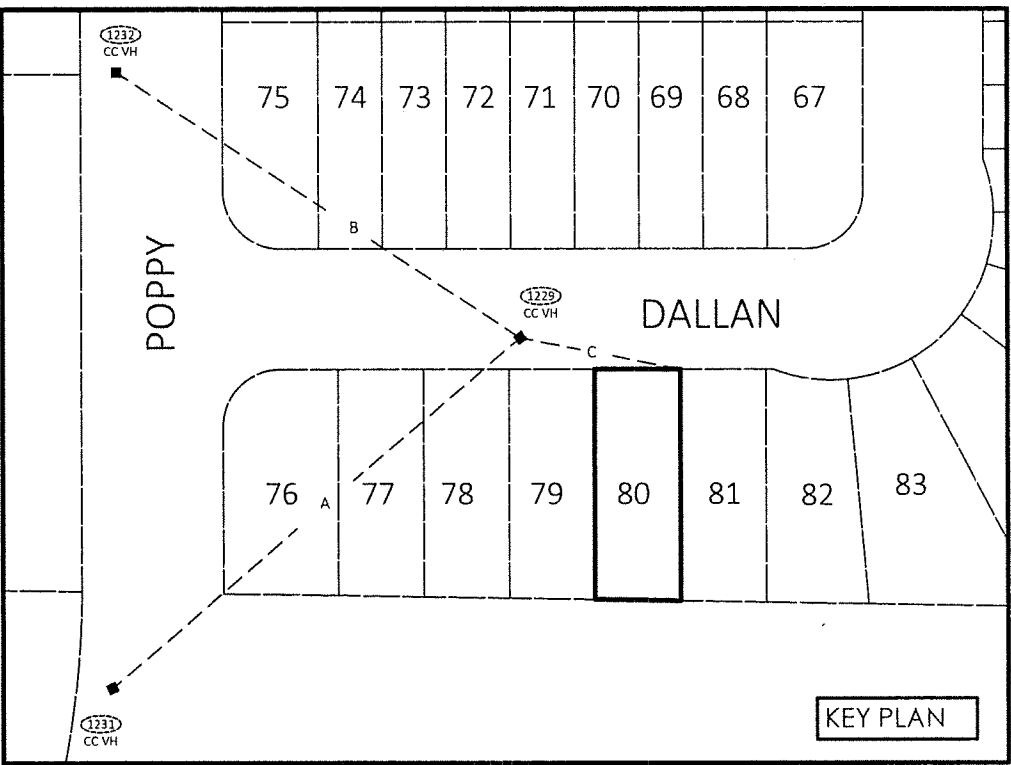 1232
CC VH
75 74 73 72 71 70 69 68 67
B
POPPY
1229
CC VH
DALLAN
C
76 77 78 79 80 81 82 83
A
1231
CC VH
KEY PLAN